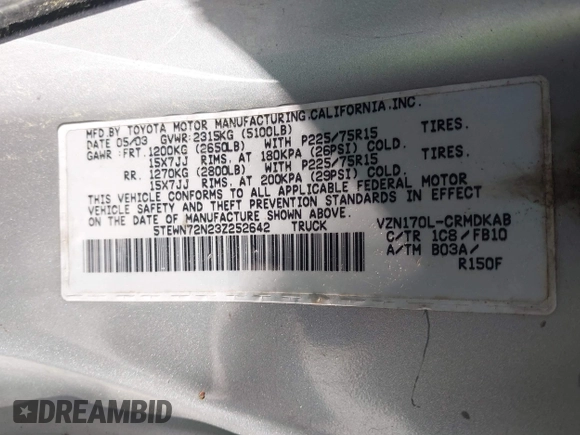 MFD. BY TOYOTA MOTOR MANUFACTURING,CALIFORNIA,INC.
DATE 05/03 GVWR 2315KG (5100LB)
GAWR: FRT. 1200KG (2650LB) WITH P225/75R15 TIRES,
15X7JJ RIMS, AT 180KPA (26PSI) COLD.
RR. 1270KG (2800LB) WITH P225/75R15 TIRES,
15X7JJ RIMS, AT 200KPA (29PSI) COLD.
THIS VEHICLE CONFORMS TO ALL APPLICABLE FEDERAL MOTOR
VEHICLE SAFETY AND THEFT PREVENTION STANDARDS IN EFFECT
ON THE DATE OF MANUFACTURE SHOWN ABOVE.
5TEWN72N23Z252642 TRUCK
VZN170L-CRMDKAB
C/TR 1C8/FB10
A/TM B03A/
R150F
DREAMBID